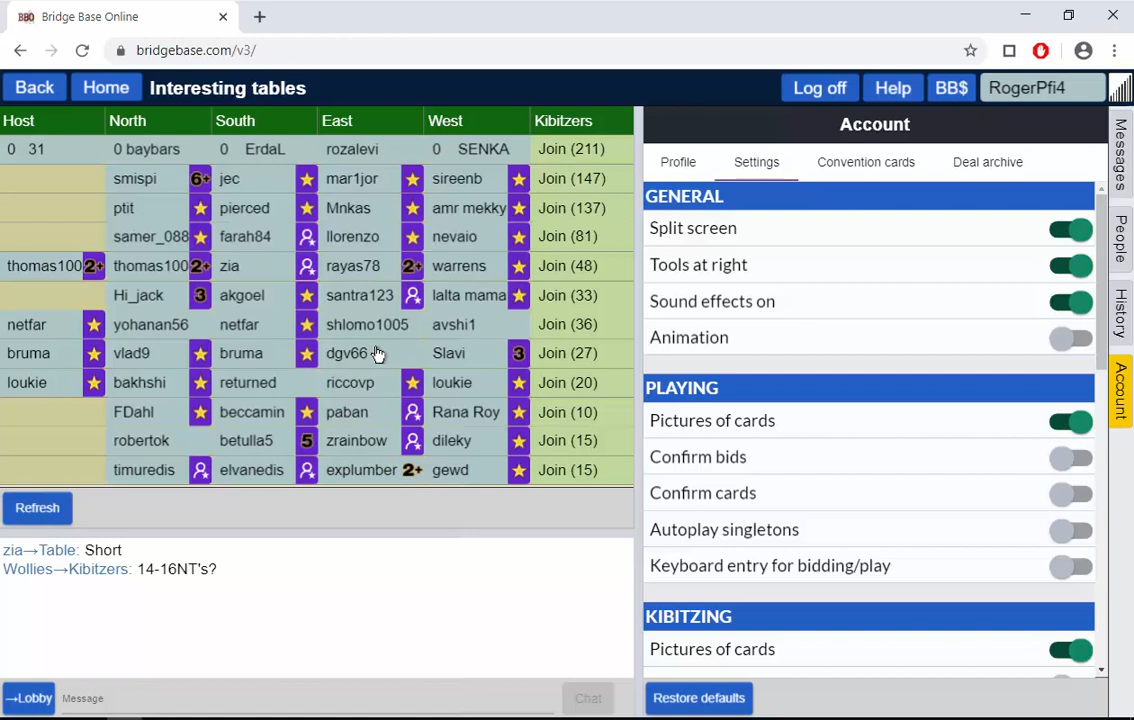 BBO Bridge Base Online
bridgebase.com/v3/
Back Home Interesting tables Log off Help BB$ RogerPfi4
Host North South East West Kibitzers
0 31 0 baybars 0 ErdaL rozalevi 0 SENKA Join (211)
smispi 6+ jec mar1jor sireenb Join (147)
ptit pierced Mnkas amr mekky Join (137)
samer_088 farah84 llorenzo nevaio Join (81)
thomas100 2+ thomas100 2+ zia rayas78 2+ warrens Join (48)
Hi_jack 3 akgoel santra123 lalta mama Join (33)
netfar yohanan56 netfar shlomo1005 avshi1 Join (36)
bruma vlad9 bruma dgv66 Slavi 3 Join (27)
loukie bakhshi returned riccovp loukie Join (20)
FDahl beccamin paban Rana Roy Join (10)
robertok betulla5 5 zrainbow dileky Join (15)
timuredis elvanedis explumber 2+ gewd Join (15)
Refresh
zia→Table: Short
Wollies→Kibitzers: 14-16NT's?
→Lobby Message Chat
Account
Profile Settings Convention cards Deal archive
GENERAL
Split screen
Tools at right
Sound effects on
Animation
PLAYING
Pictures of cards
Confirm bids
Confirm cards
Autoplay singletons
Keyboard entry for bidding/play
KIBITZING
Pictures of cards
Restore defaults
Messages
People
History
Account